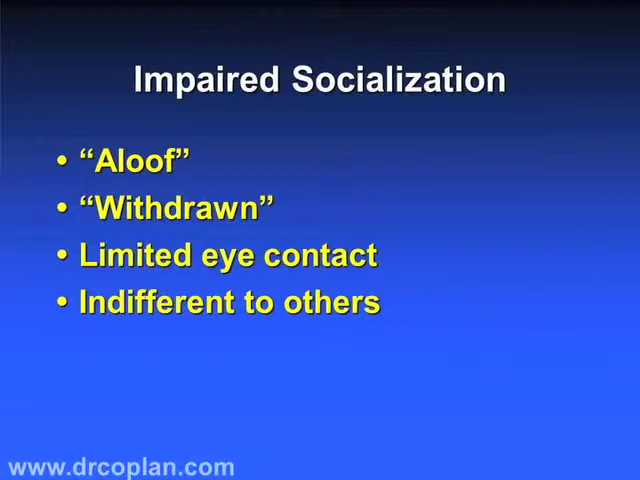 Impaired Socialization
• “Aloof”
• “Withdrawn”
• Limited eye contact
• Indifferent to others
www.drcoplan.com